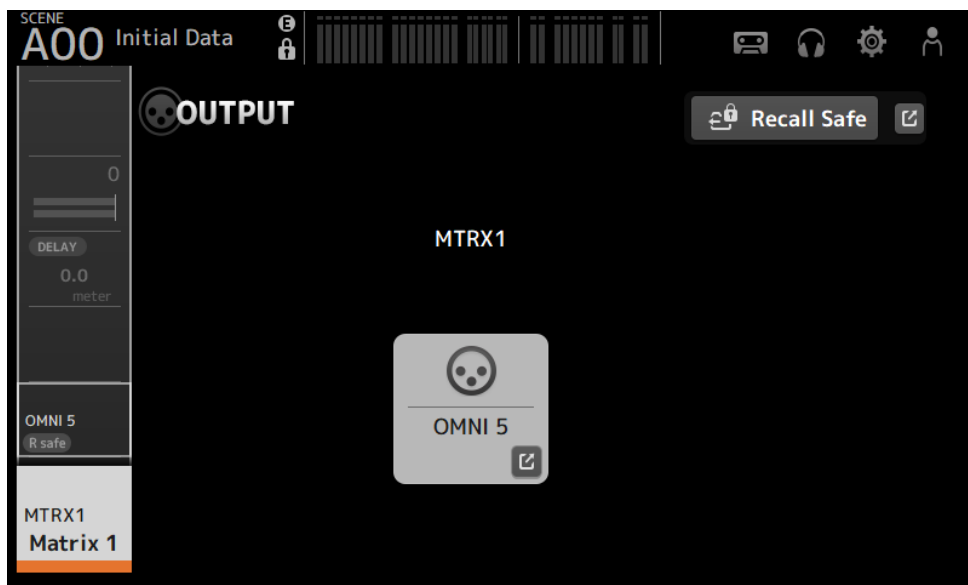 SCENE
A00 Initial Data
E
OUTPUT
Recall Safe
0
DELAY
0.0
meter
MTRX1
OMNI 5
OMNI 5
R safe
MTRX1
Matrix 1